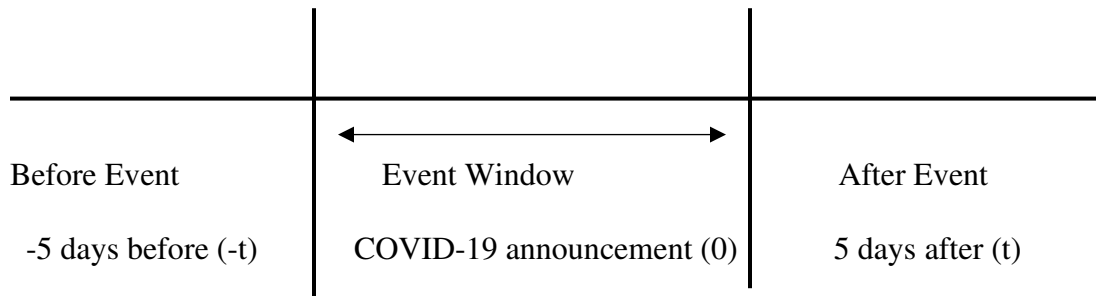 Before Event Event Window After Event
-5 days before (-t) COVID-19 announcement (0) 5 days after (t)